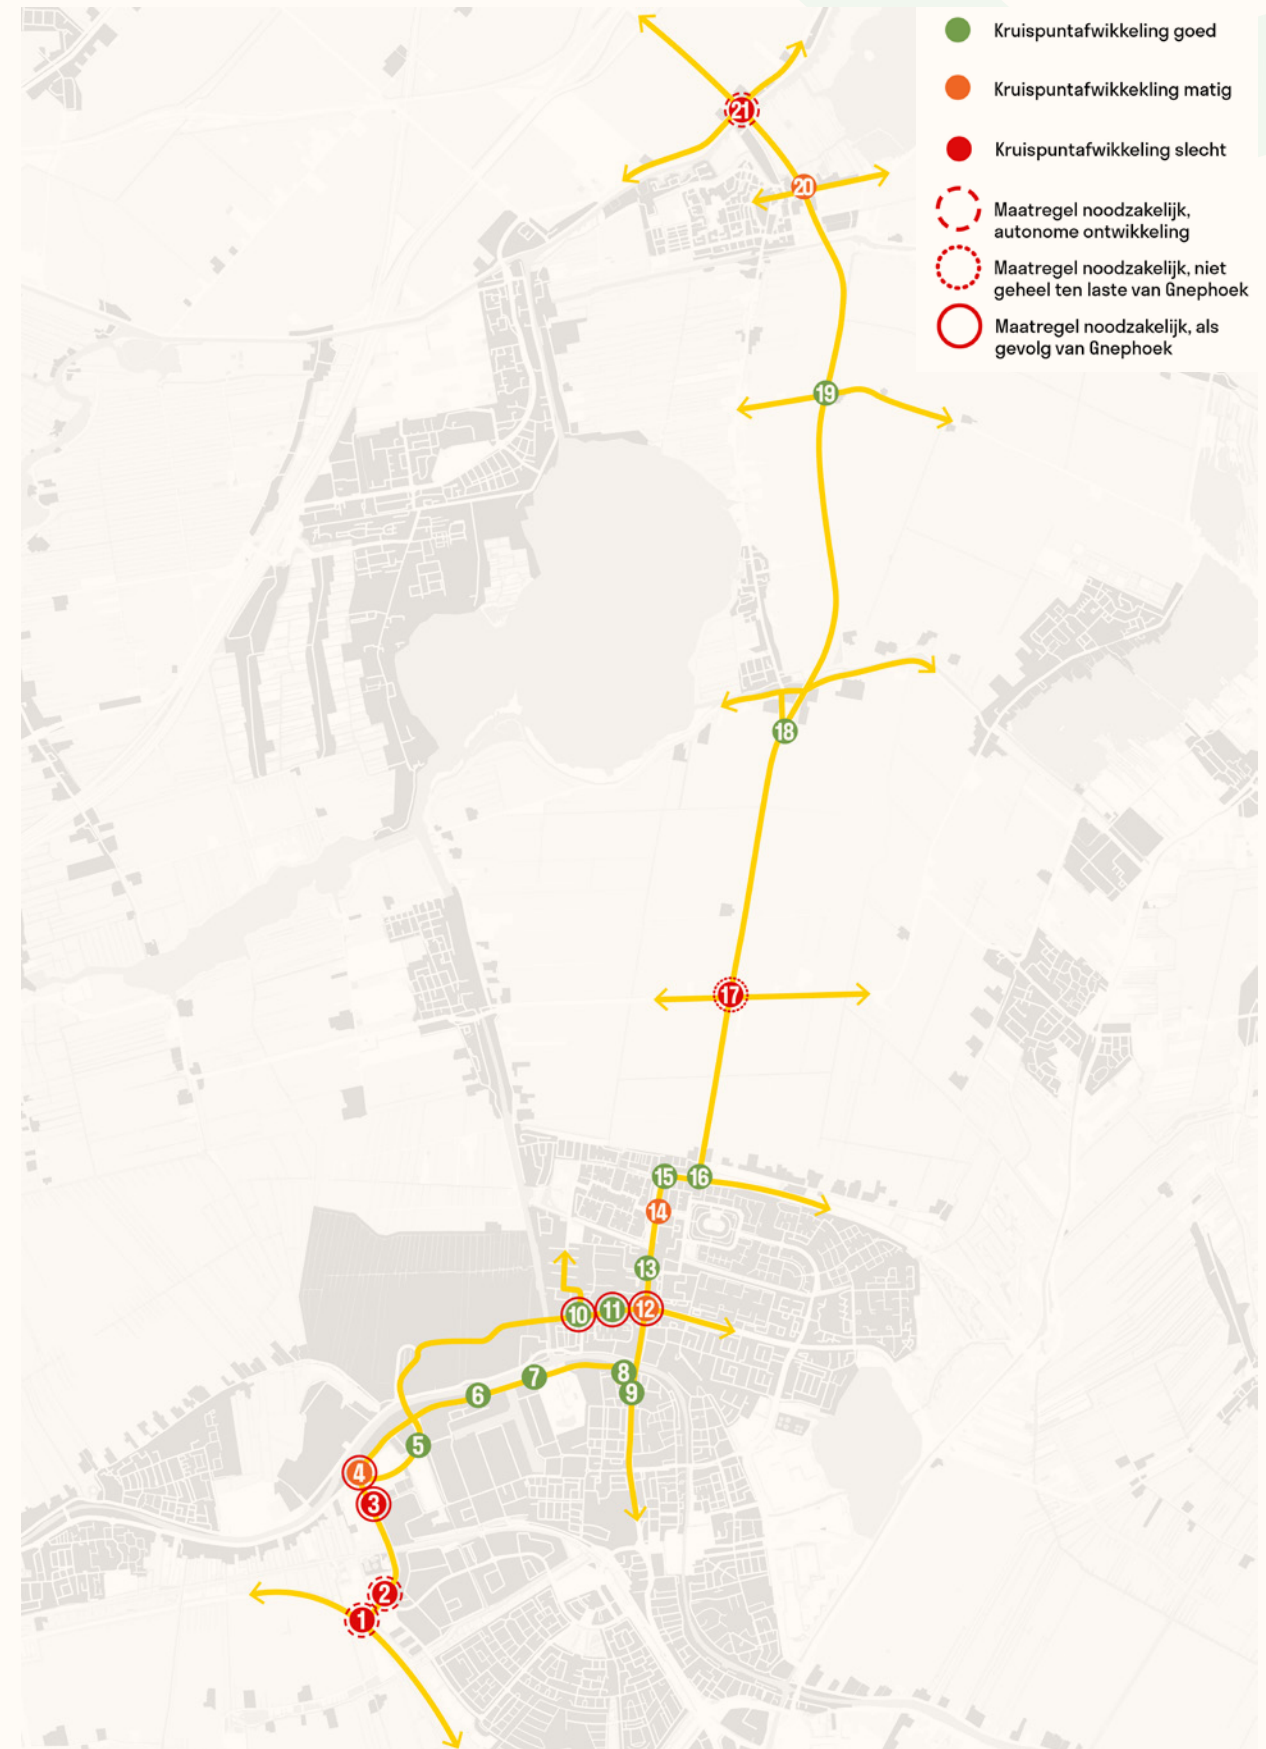 Kruispuntafwikkeling goed
Kruispuntafwikkekling matig
Kruispuntafwikkeling slecht
Maatregel noodzakelijk,
autonome ontwikkeling
Maatregel noodzakelijk, niet
geheel ten laste van Gnephoek
Maatregel noodzakelijk, als
gevolg van Gnephoek
21
20
19
18
17
15
16
14
13
10
11
12
8
7
9
6
5
4
3
2
1